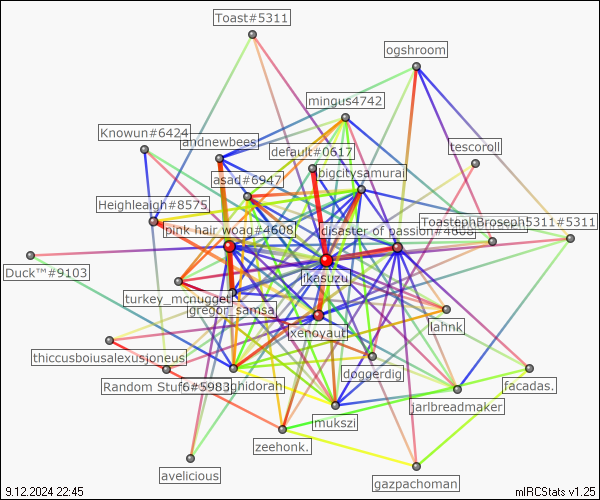 Toast#5311
ogshroom
mingus4742
Knowun#6424
andnewbees
tescoroll
default#0617
bigcitysamurai
asad#6947
Heighleaigh#8575
ToastephBroseph5311#5311
pink hair woag#4608
disaster of passion#4686
Duck™#9103
ikasuzu
turkey_mcnugget
gregor_samsa
lahnk
xenoyaut
thiccusboiusalexusjoneus
doggerdig
Random Stuf6#5983
ghidorah
facadas.
jarlbreadmaker
mukszi
zeehonk.
avelicious
gazpachoman
9.12.2024 22:45
mIRCStats v1.25